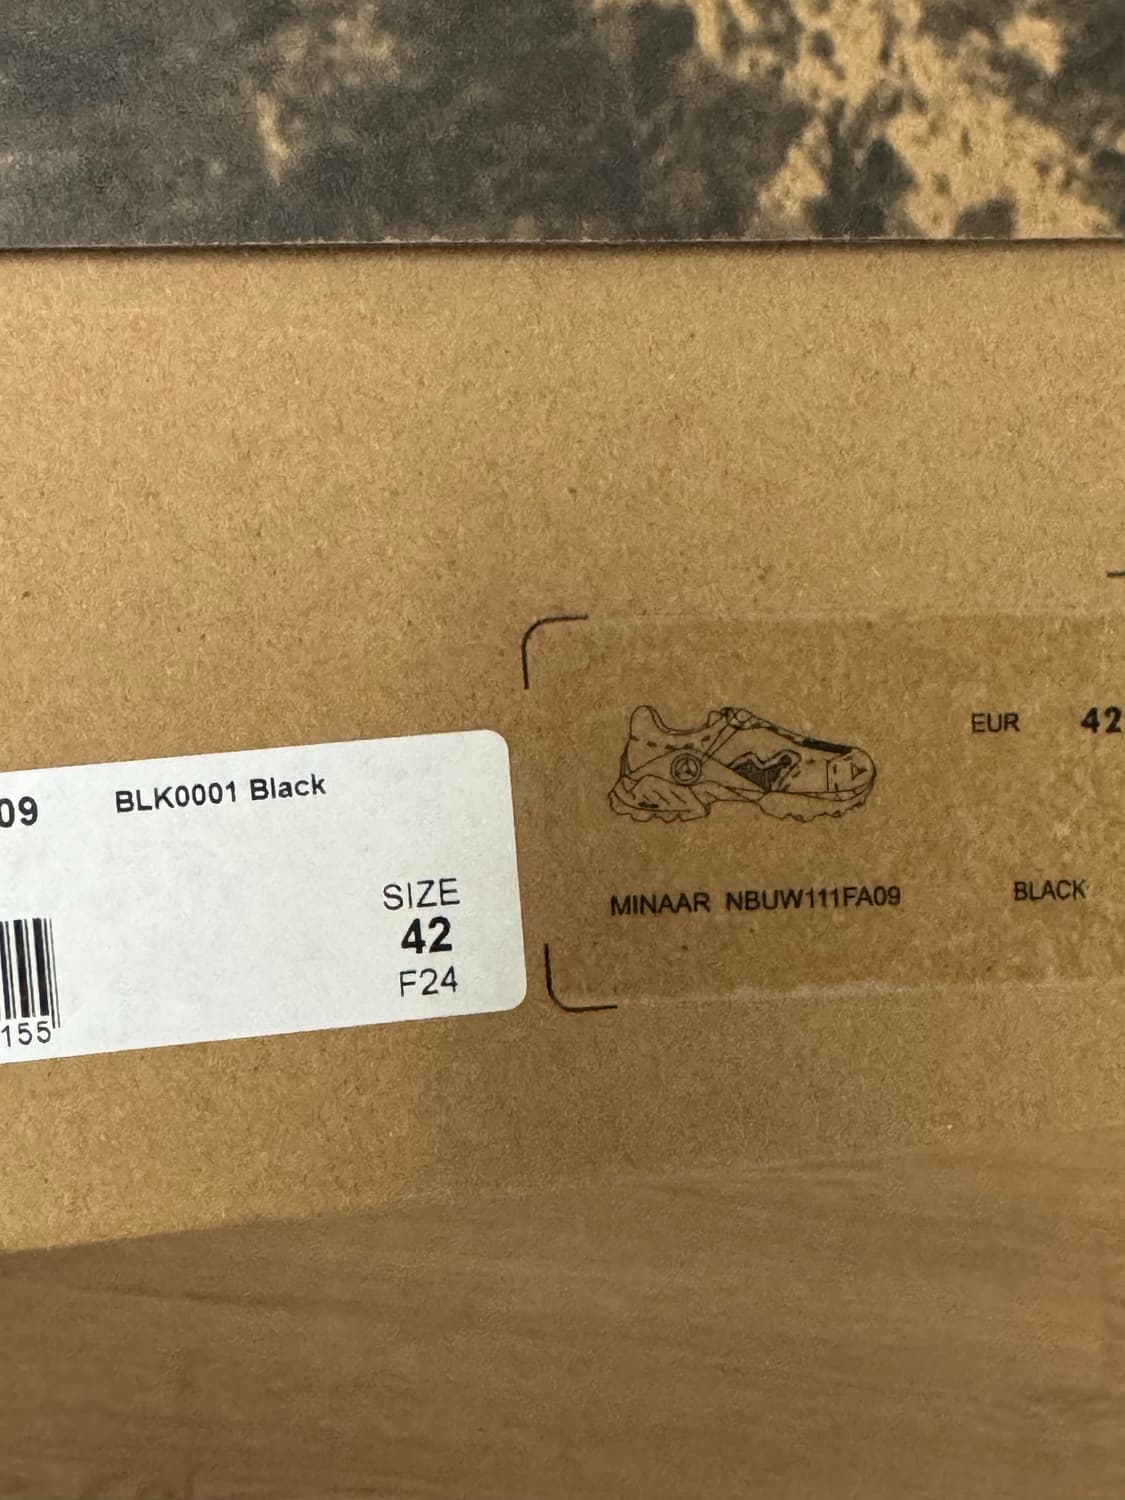 09 BLK0001 Black
SIZE
42
F24
155
EUR 42
MINAAR NBUW111FA09 BLACK